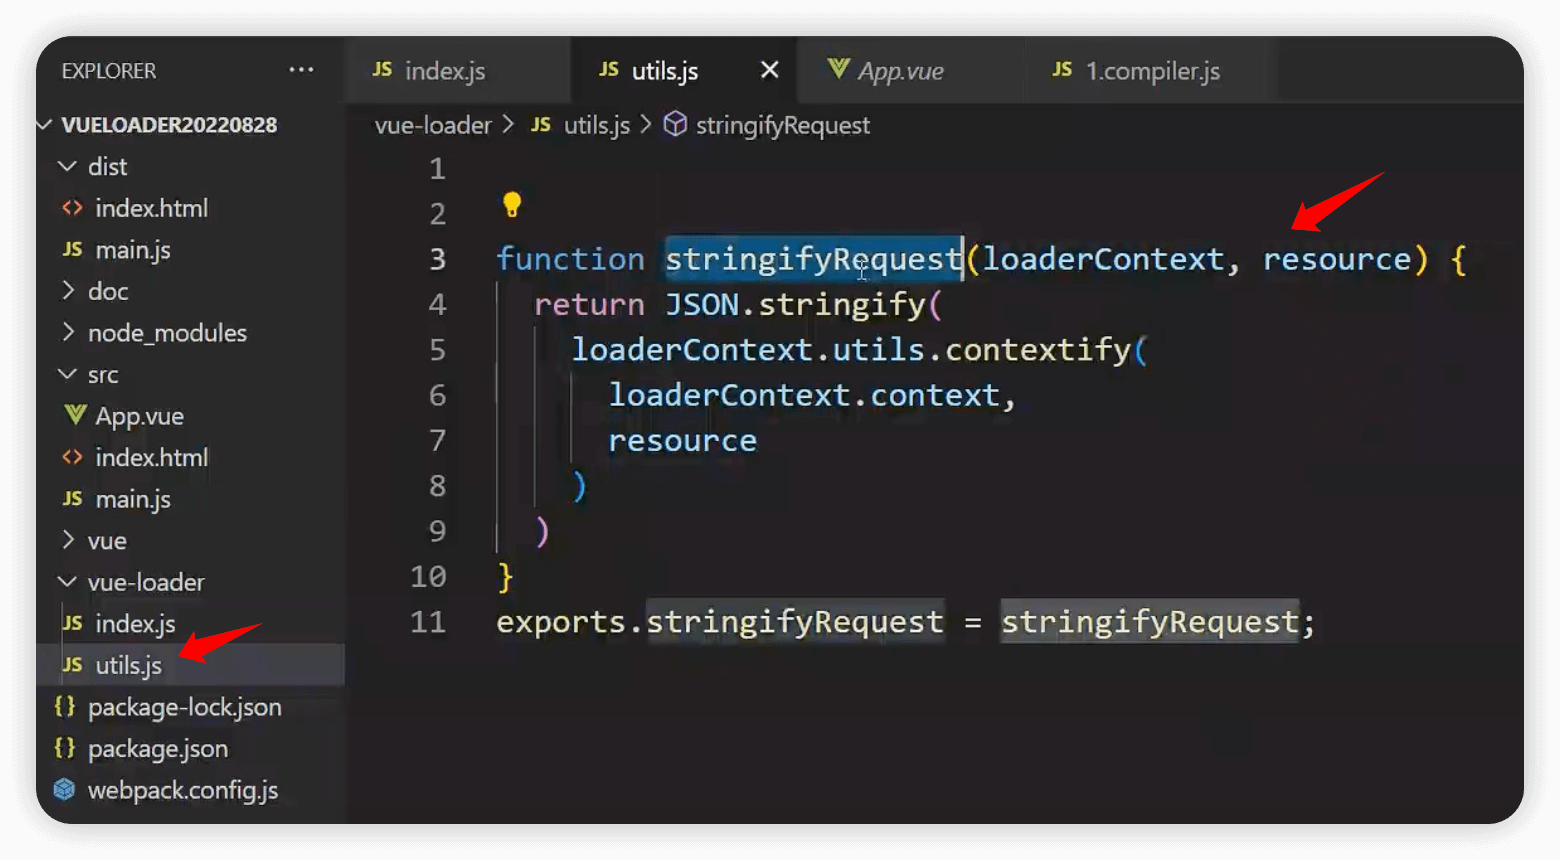 EXPLORER ···
VUELOADER20220828
dist
<> index.html
JS main.js
doc
node_modules
src
App.vue
<> index.html
JS main.js
vue
vue-loader
JS index.js
JS utils.js
{} package-lock.json
{} package.json
webpack.config.js
JS index.js JS utils.js × App.vue JS 1.compiler.js
vue-loader > JS utils.js > stringifyRequest
1
2
3 function stringifyRequest(loaderContext, resource) {
4 return JSON.stringify(
5 loaderContext.utils.contextify(
6 loaderContext.context,
7 resource
8 )
9 )
10 }
11 exports.stringifyRequest = stringifyRequest;